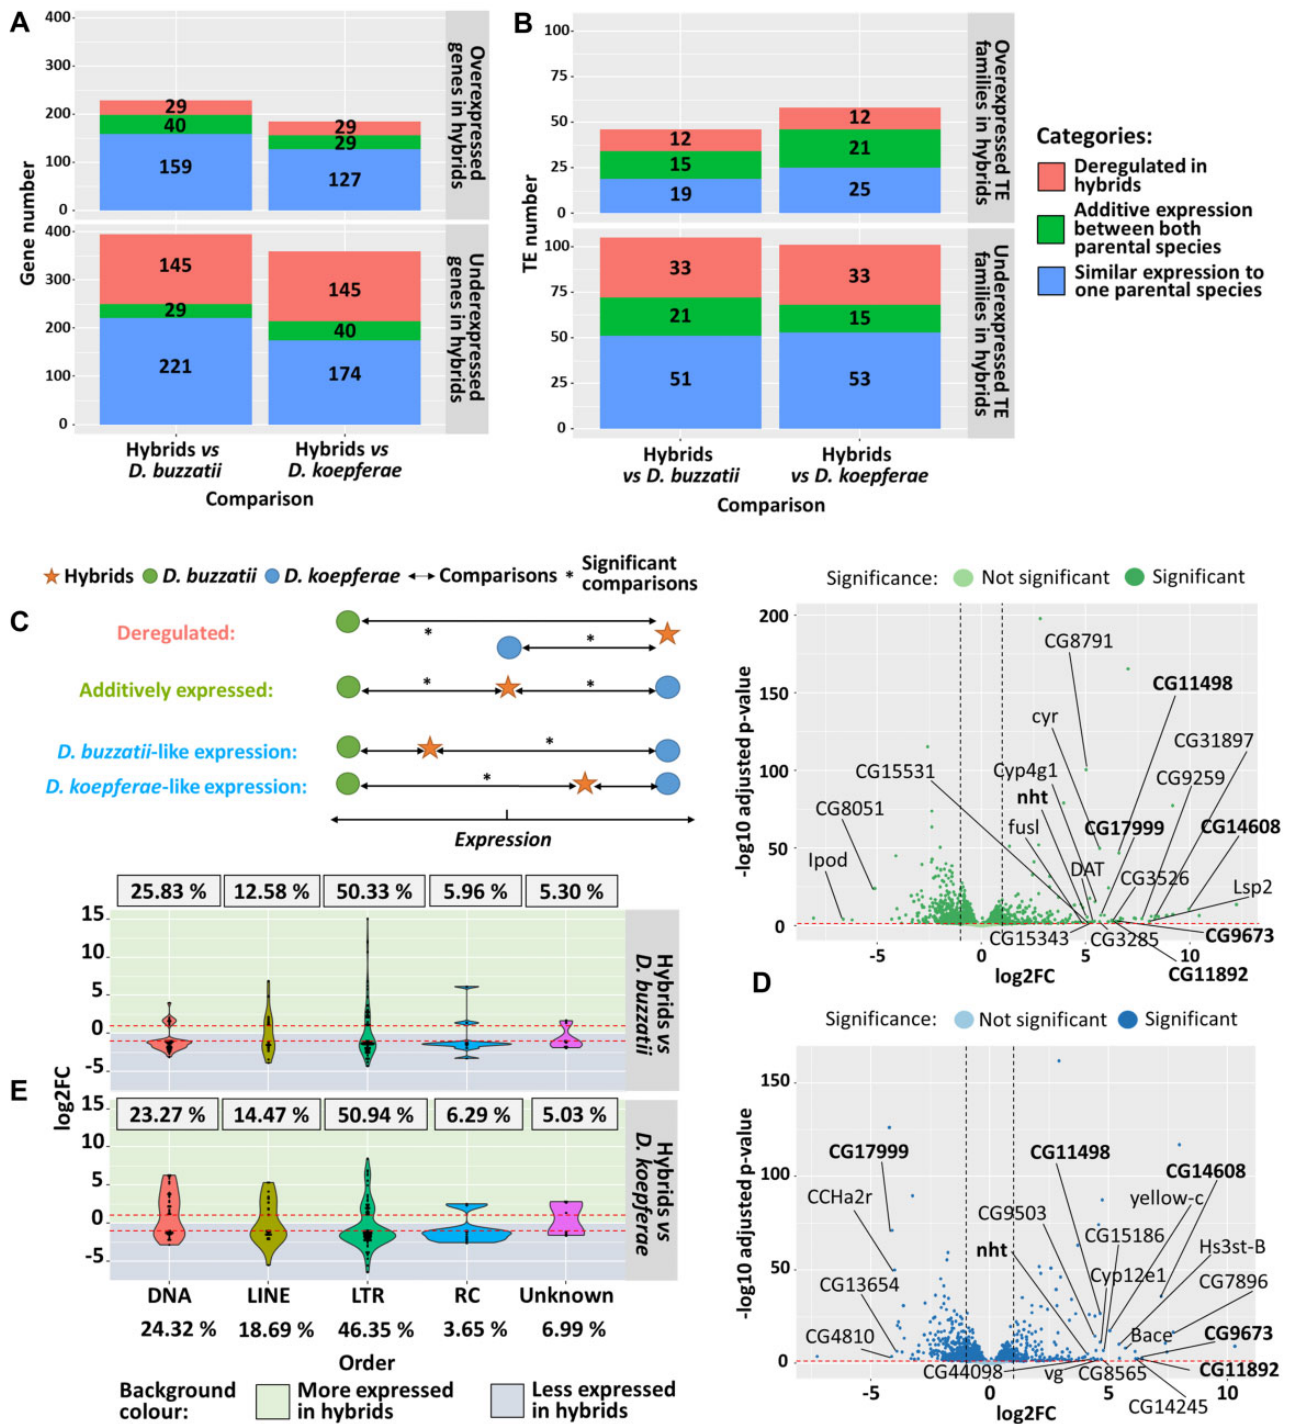 A
400
300
200
100
0
29
40
159
29
29
127
Overexpressed
genes in hybrids
Gene number
400
300
200
100
0
145
29
221
145
40
174
Underexpressed
genes in hybrids
Hybrids vs
D. buzzatii
Hybrids vs
D. koepferae
Comparison
B
100
75
50
25
0
12
15
19
12
21
25
Overexpressed TE
families in hybrids
TE number
100
75
50
25
0
33
21
51
33
15
53
Underexpressed TE
families in hybrids
Hybrids
vs D. buzzatii
Hybrids
vs D. koepferae
Comparison
Categories:
Deregulated in
hybrids
Additive expression
between both
parental species
Similar expression to
one parental species
Hybrids D. buzzatii D. koepferae Comparisons * Significant
comparisons
C
Deregulated:
* *
Additively expressed:
* *
D. buzzatii-like expression:
*
D. koepferae-like expression:
*
Expression
Significance: Not significant Significant
200
150
100
50
0
-log10 adjusted p-value
CG8791
CG11498
cyr
CG31897
CG15531
Cyp4g1
CG9259
nht
CG8051
fusl
CG17999
CG14608
Ipod
DAT
CG3526
Lsp2
CG15343
CG3285
CG9673
CG11892
-5
0
5
10
log2FC
D
Significance: Not significant Significant
150
100
50
0
-log10 adjusted p-value
CG17999
CG11498
CG14608
CCHa2r
yellow-c
CG9503
CG15186
nht
Hs3st-B
Cyp12e1
CG7896
CG13654
CG4810
Bace
CG9673
CG44098
vg
CG8565
CG11892
CG14245
-5
0
5
10
log2FC
E
25.83 %
12.58 %
50.33 %
5.96 %
5.30 %
15
10
5
0
-5
Hybrids vs
D. buzzatii
log2FC
23.27 %
14.47 %
50.94 %
6.29 %
5.03 %
15
10
5
0
-5
Hybrids vs
D. koepferae
DNA
LINE
LTR
RC
Unknown
24.32 %
18.69 %
46.35 %
3.65 %
6.99 %
Order
Background
colour:
More expressed
in hybrids
Less expressed
in hybrids